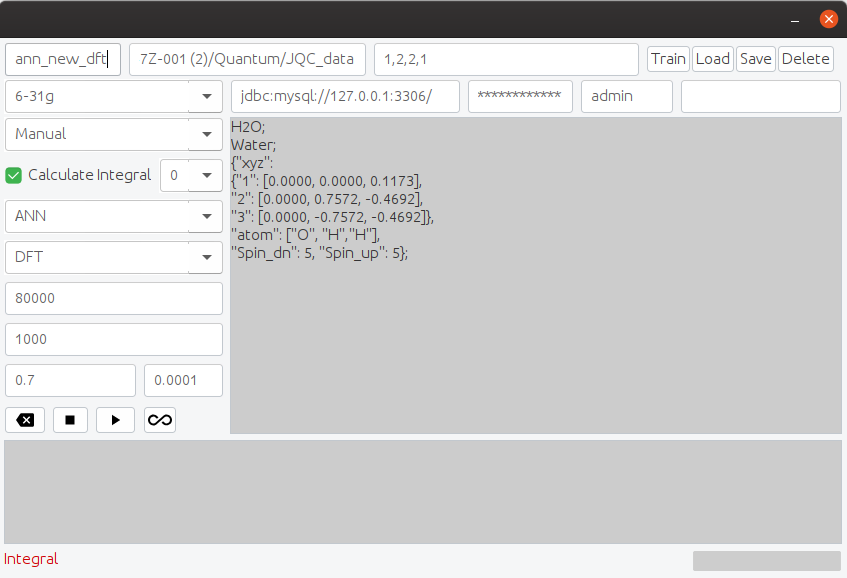 ann_new_dft 7Z-001 (2)/Quantum/JQC_data 1,2,2,1 Train Load Save Delete
6-31g jdbc:mysql://127.0.0.1:3306/ ************ admin
Manual
H2O;
Water;
{"xyz":
{"1": [0.0000, 0.0000, 0.1173],
"2": [0.0000, 0.7572, -0.4692],
"3": [0.0000, -0.7572, -0.4692]},
"atom": ["O", "H","H"],
"Spin_dn": 5, "Spin_up": 5};
Calculate Integral 0
ANN
DFT
80000
1000
0.7 0.0001
Integral